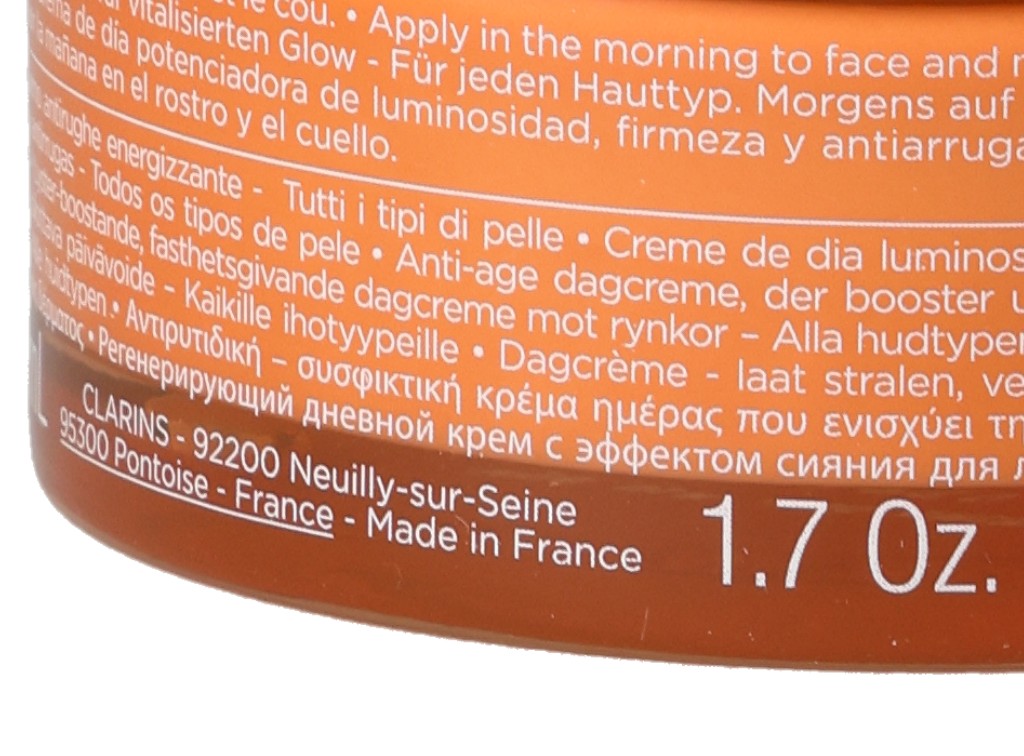 le cou. • Apply in the morning to face and
vitalisierten Glow - Für jeden Hauttyp. Morgens auf
de dia potenciadora de luminosidad, firmeza y antiarruga
mañana en el rostro y el cuello.
antirughe energizzante - Tutti i tipi di pelle • Creme de dia luminos
- Todos os tipos de pele • Anti-age dagcreme, der booster
-boostande, fasthetsgivande dagcreme mot rynkor – Alla hudtyper
päivävoide – Kaikille ihotyypeille • Dagcrème - laat stralen, ve
hudtypen • Αντιρυτιδική – συσφικτική κρέμα ημέρας που ενισχύει τη
• Регенерирующий дневной крем с эффектом сияния для
CLARINS - 92200 Neuilly-sur-Seine
95300 Pontoise - France - Made in France
1.7 Oz.